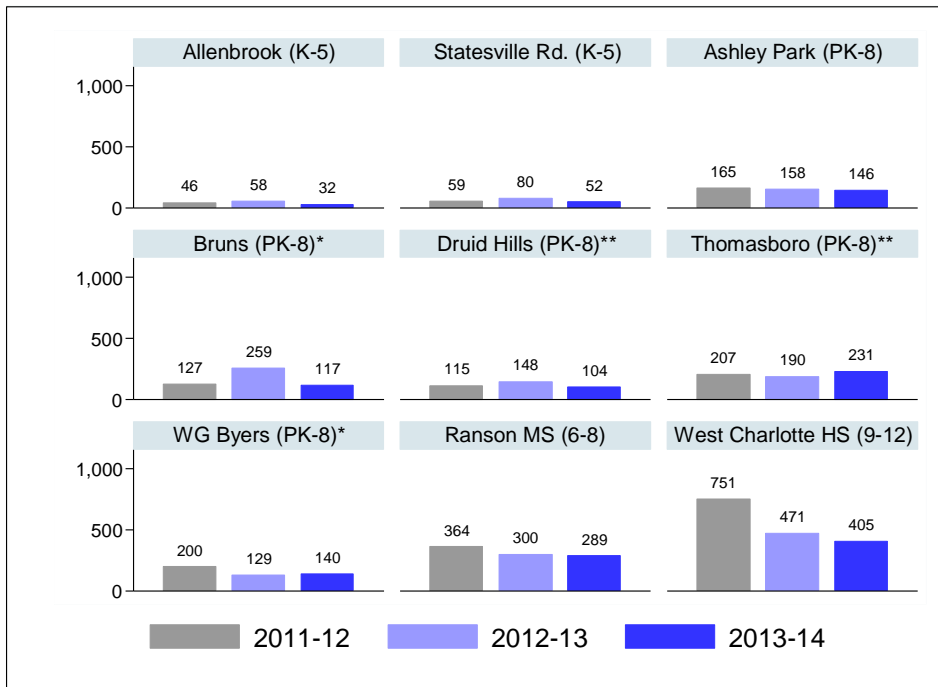 Allenbrook (K-5) Statesville Rd. (K-5) Ashley Park (PK-8)
1,000
500
0
46 58 32 59 80 52 165 158 146
Bruns (PK-8)* Druid Hills (PK-8)** Thomasboro (PK-8)**
1,000
500
0
127 259 117 115 148 104 207 190 231
WG Byers (PK-8)* Ranson MS (6-8) West Charlotte HS (9-12)
1,000
500
0
200 129 140 364 300 289 751 471 405
2011-12 2012-13 2013-14